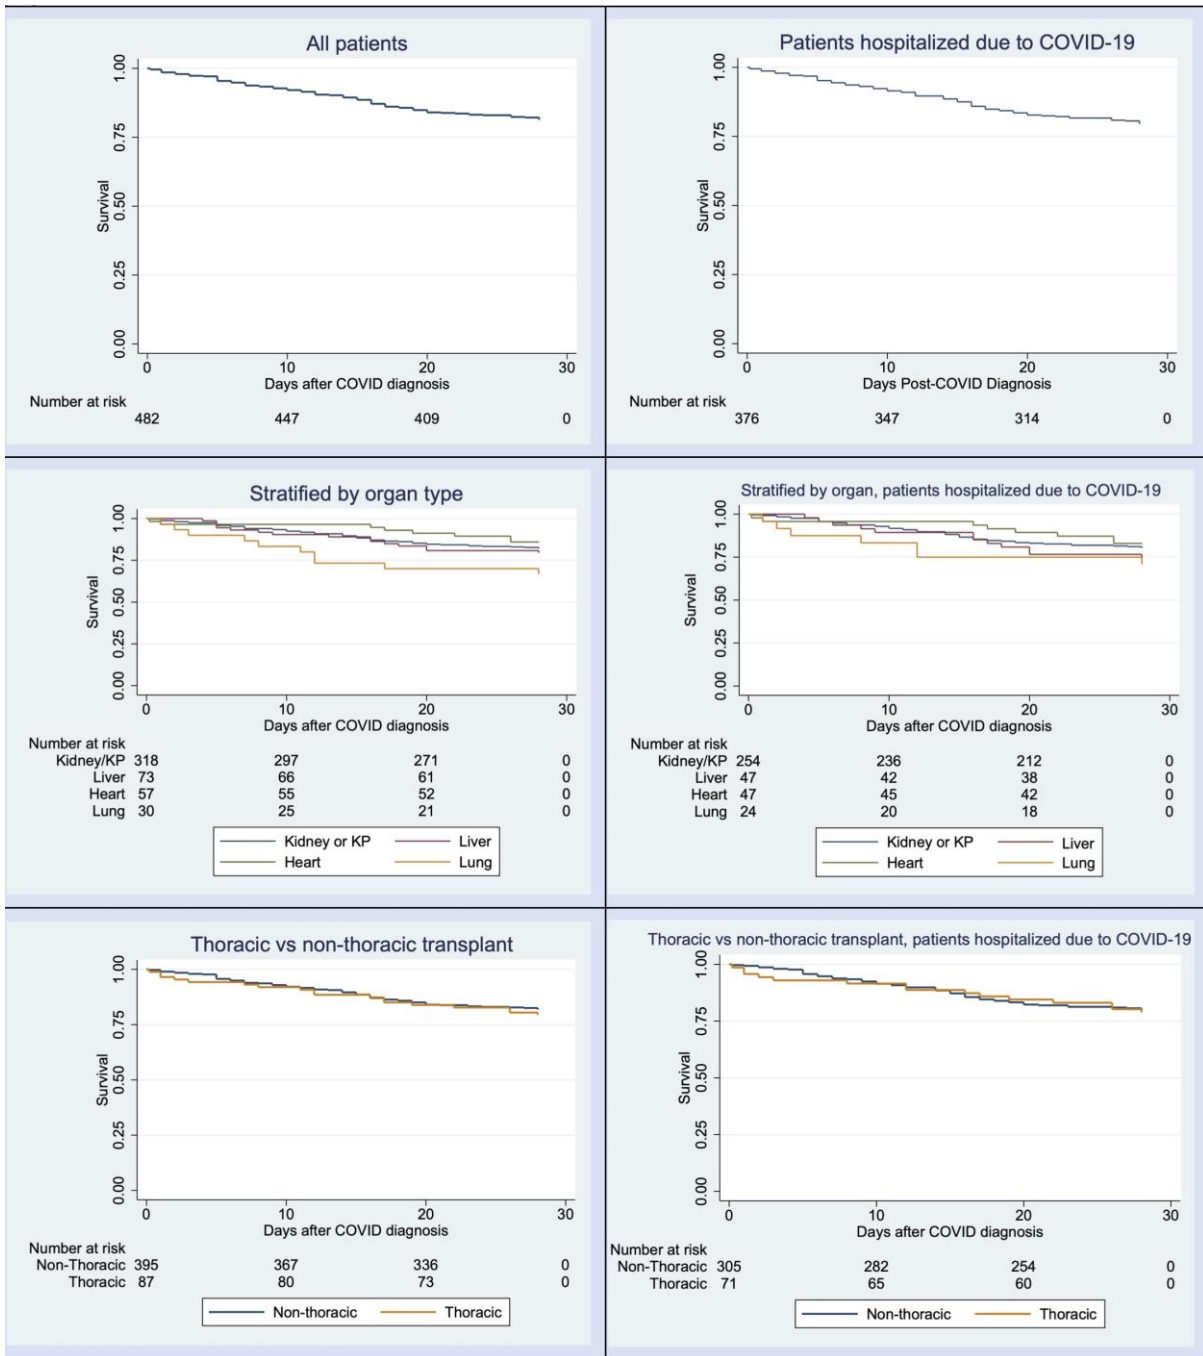 All patients
1.00
0.75
0.50
0.25
0.00
Survival
0 10 20 30
Days after COVID diagnosis
Number at risk
482 447 409 0
Patients hospitalized due to COVID-19
1.00
0.75
0.50
0.25
0.00
Survival
0 10 20 30
Days Post-COVID Diagnosis
Number at risk
376 347 314 0
Stratified by organ type
1.00
0.75
0.50
0.25
0.00
Survival
0 10 20 30
Days after COVID diagnosis
Number at risk
Kidney/KP 318 297 271 0
Liver 73 66 61 0
Heart 57 55 52 0
Lung 30 25 21 0
Kidney or KP Liver
Heart Lung
Stratified by organ, patients hospitalized due to COVID-19
1.00
0.75
0.50
0.25
0.00
Survival
0 10 20 30
Days after COVID diagnosis
Number at risk
Kidney/KP 254 236 212 0
Liver 47 42 38 0
Heart 47 45 42 0
Lung 24 20 18 0
Kidney or KP Liver
Heart Lung
Thoracic vs non-thoracic transplant
1.00
0.75
0.50
0.25
0.00
Survival
0 10 20 30
Days after COVID diagnosis
Number at risk
Non-Thoracic 395 367 336 0
Thoracic 87 80 73 0
Non-thoracic Thoracic
Thoracic vs non-thoracic transplant, patients hospitalized due to COVID-19
1.00
0.75
0.50
0.25
0.00
Survival
0 10 20 30
Days after COVID diagnosis
Number at risk
Non-Thoracic 305 282 254 0
Thoracic 71 65 60 0
Non-thoracic Thoracic